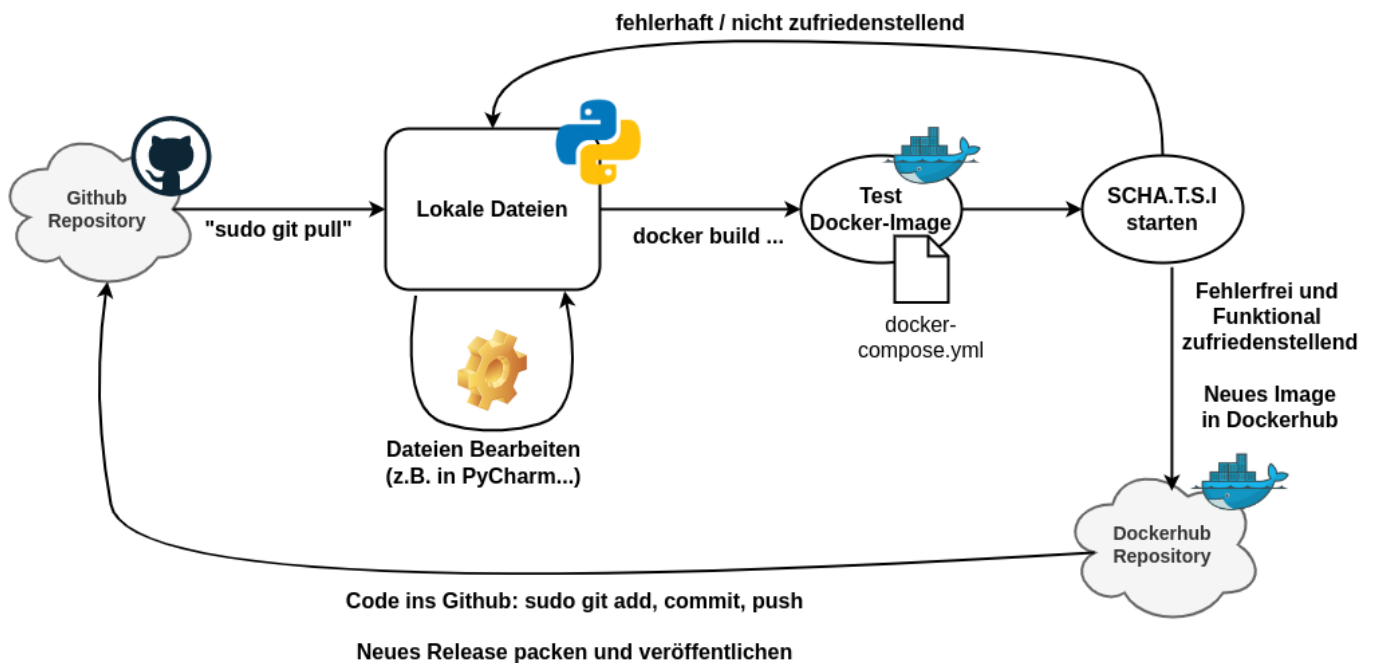 fehlerhaft / nicht zufriedenstellend
Github
Repository
"sudo git pull"
Lokale Dateien
docker build ...
Test
Docker-Image
docker-
compose.yml
SCHA.T.S.I
starten
Fehlerfrei und
Funktional
zufriedenstellend
Neues Image
in Dockerhub
Dateien Bearbeiten
(z.B. in PyCharm...)
Dockerhub
Repository
Code ins Github: sudo git add, commit, push
Neues Release packen und veröffentlichen